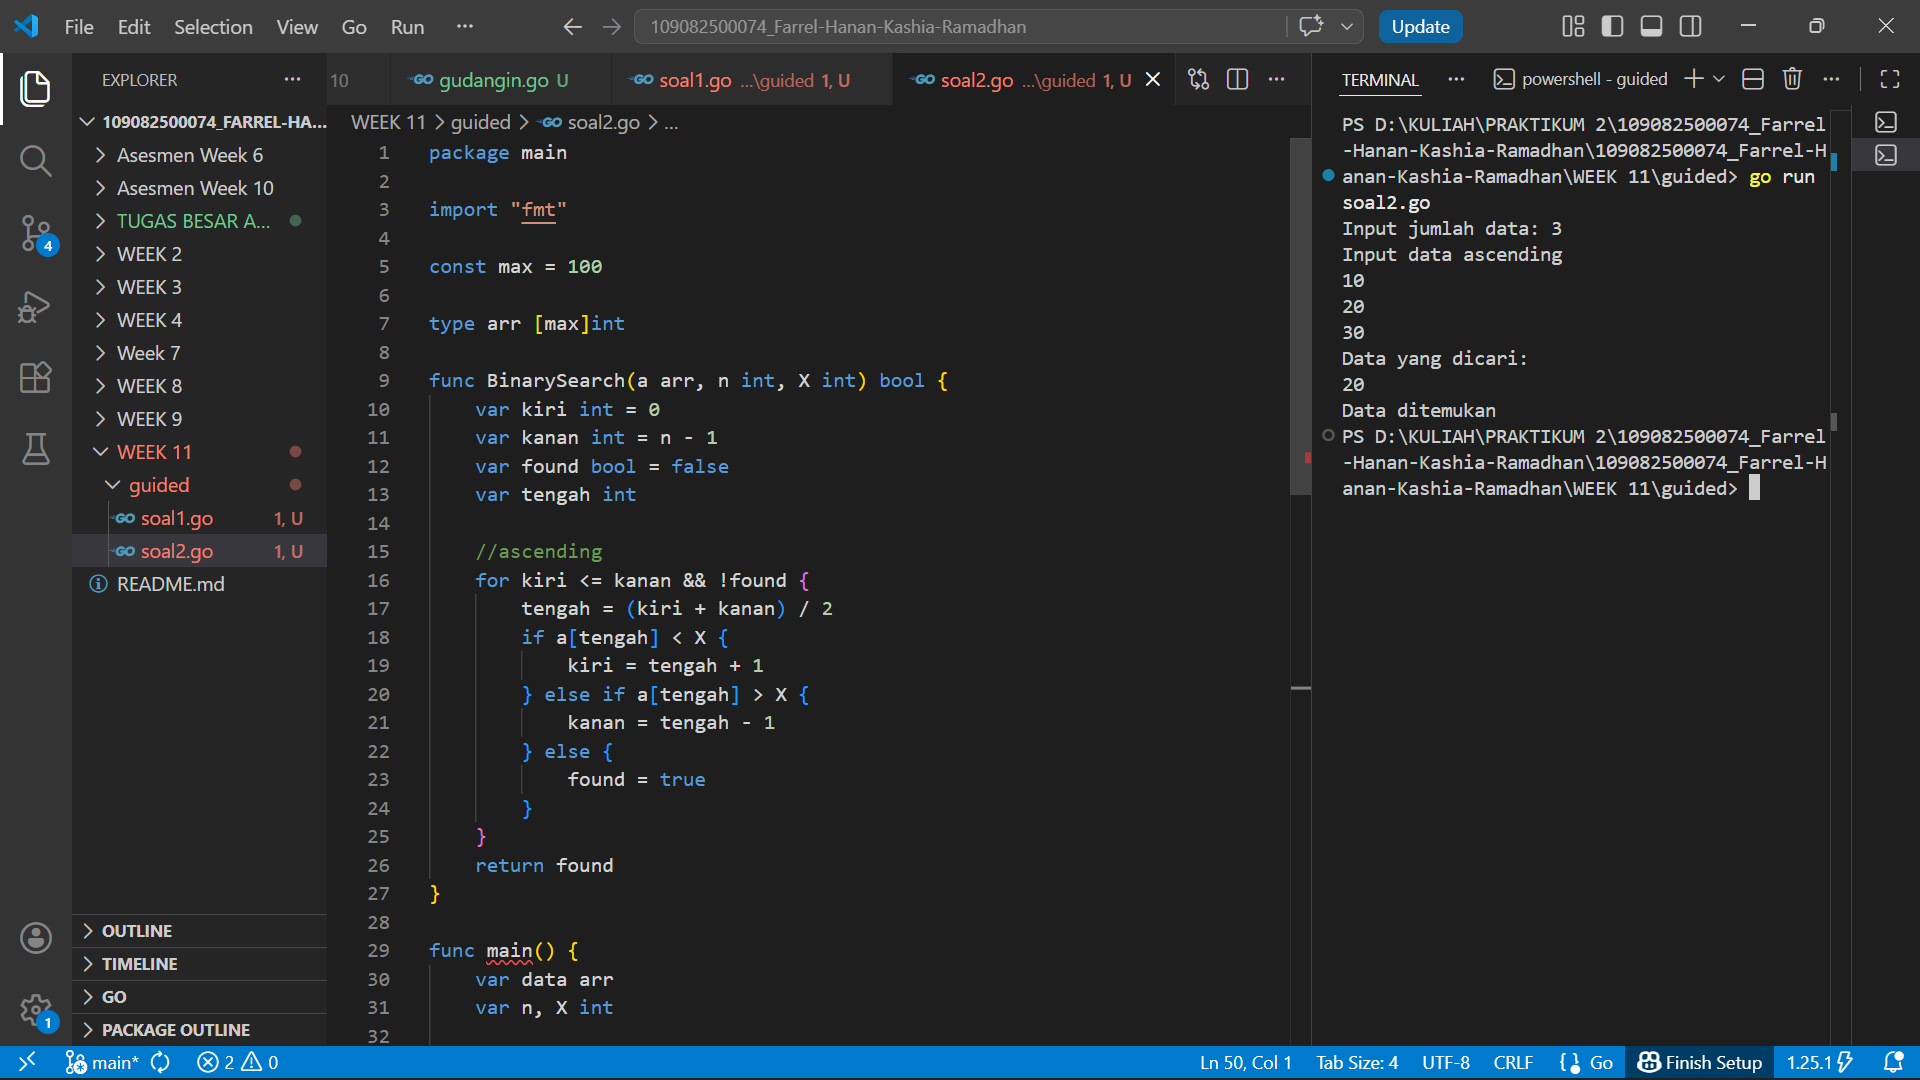 File Edit Selection View Go Run ···
109082500074_Farrel-Hanan-Kashia-Ramadhan
Update
EXPLORER ···
109082500074_FARREL-HA...
Asesmen Week 6
Asesmen Week 10
TUGAS BESAR A...
WEEK 2
WEEK 3
WEEK 4
Week 7
WEEK 8
WEEK 9
WEEK 11
guided
GO soal1.go 1, U
GO soal2.go 1, U
README.md
OUTLINE
TIMELINE
GO
PACKAGE OUTLINE
4
1
10 GO gudangin.go U GO soal1.go ...\guided 1, U GO soal2.go ...\guided 1, U
WEEK 11 > guided > GO soal2.go > ...
1 package main
2
3 import "fmt"
4
5 const max = 100
6
7 type arr [max]int
8
9 func BinarySearch(a arr, n int, X int) bool {
10 var kiri int = 0
11 var kanan int = n - 1
12 var found bool = false
13 var tengah int
14
15 //ascending
16 for kiri <= kanan && !found {
17 tengah = (kiri + kanan) / 2
18 if a[tengah] < X {
19 kiri = tengah + 1
20 } else if a[tengah] > X {
21 kanan = tengah - 1
22 } else {
23 found = true
24 }
25 }
26 return found
27 }
28
29 func main() {
30 var data arr
31 var n, X int
32
TERMINAL ··· powershell - guided
PS D:\KULIAH\PRAKTIKUM 2\109082500074_Farrel
-Hanan-Kashia-Ramadhan\109082500074_Farrel-H
anan-Kashia-Ramadhan\WEEK 11\guided> go run
soal2.go
Input jumlah data: 3
Input data ascending
10
20
30
Data yang dicari:
20
Data ditemukan
PS D:\KULIAH\PRAKTIKUM 2\109082500074_Farrel
-Hanan-Kashia-Ramadhan\109082500074_Farrel-H
anan-Kashia-Ramadhan\WEEK 11\guided>
main* 2 0 Ln 50, Col 1 Tab Size: 4 UTF-8 CRLF Go Finish Setup 1.25.1